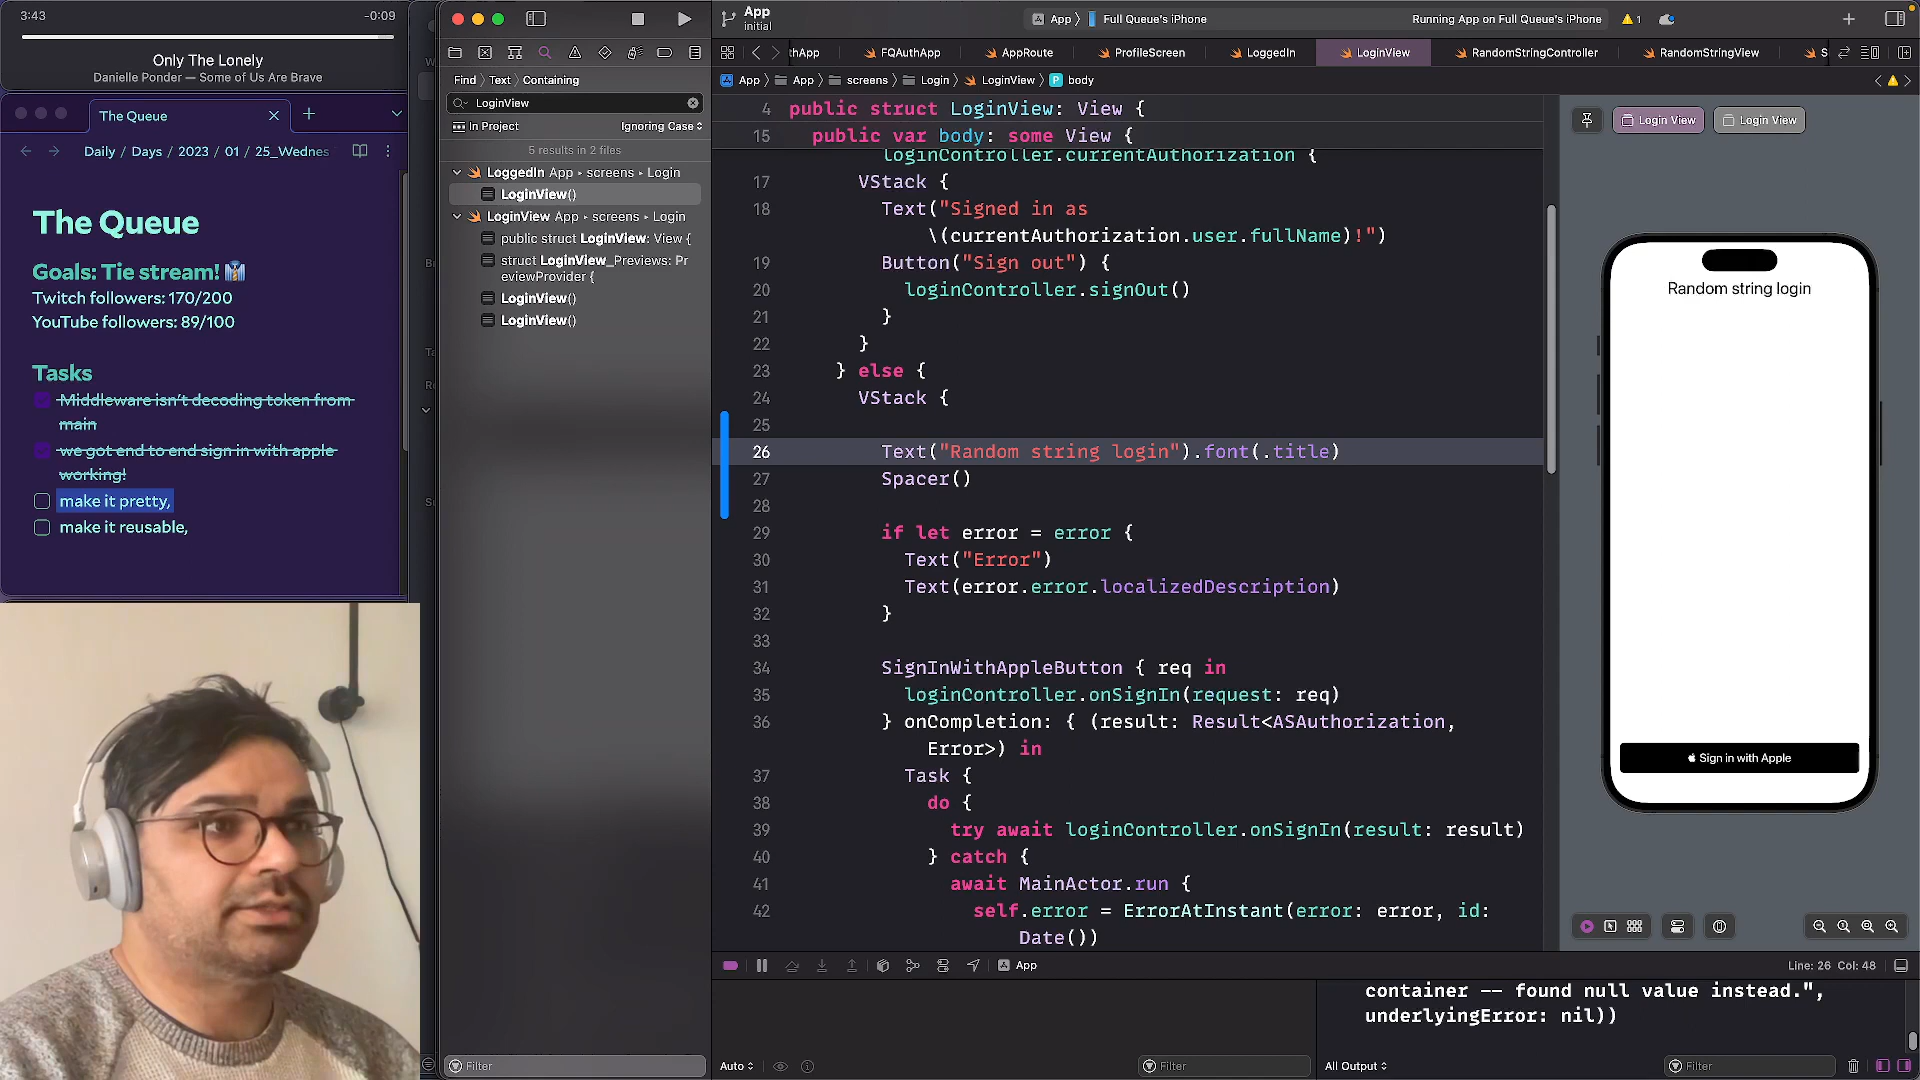 3:43
-0:09
Only The Lonely
Danielle Ponder — Some of Us Are Brave
The Queue
Daily / Days / 2023 / 01 / 25_Wednes
The Queue
Goals: Tie stream! 👔
Twitch followers: 170/200
YouTube followers: 89/100
Tasks
Middleware isn't decoding token from
main
we got end to end sign in with apple
working!
make it pretty,
make it reusable,
Find 〉 Text 〉 Containing
LoginView
In Project
Ignoring Case
5 results in 2 files
LoggedIn App ▸ screens ▸ Login
LoginView()
LoginView App ▸ screens ▸ Login
public struct LoginView: View {
struct LoginView_Previews: Pr
eviewProvider {
LoginView()
LoginView()
Filter
App
initial
App 〉 Full Queue's iPhone
Running App on Full Queue's iPhone
1
thApp
FQAuthApp
AppRoute
ProfileScreen
LoggedIn
LoginView
RandomStringController
RandomStringView
S
App 〉 App 〉 screens 〉 Login 〉 LoginView 〉 P body
4 public struct LoginView: View {
15 public var body: some View {
loginController.currentAuthorization {
17 VStack {
18 Text("Signed in as
\(currentAuthorization.user.fullName)!")
19 Button("Sign out") {
20 loginController.signOut()
21 }
22 }
23 } else {
24 VStack {
25
26 Text("Random string login").font(.title)
27 Spacer()
28
29 if let error = error {
30 Text("Error")
31 Text(error.error.localizedDescription)
32 }
33
34 SignInWithAppleButton { req in
35 loginController.onSignIn(request: req)
36 } onCompletion: { (result: Result<ASAuthorization,
Error>) in
37 Task {
38 do {
39 try await loginController.onSignIn(result: result)
40 } catch {
41 await MainActor.run {
42 self.error = ErrorAtInstant(error: error, id:
Date())
Login View
Login View
Random string login
Sign in with Apple
App
Line: 26 Col: 48
container -- found null value instead.",
underlyingError: nil))
Auto
Filter
All Output
Filter